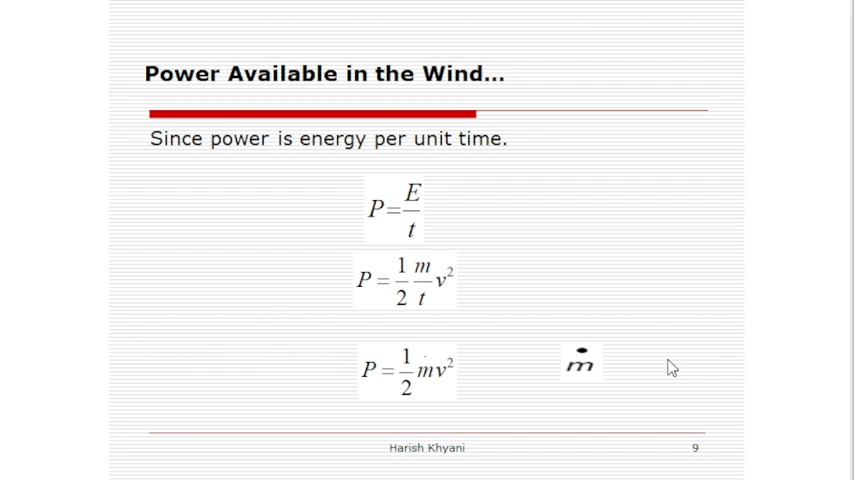 Power Available in the Wind...
Since power is energy per unit time.
P = E/t
P = 1/2 m/t v²
P = 1/2 ṁv² ṁ
Harish Khyani 9